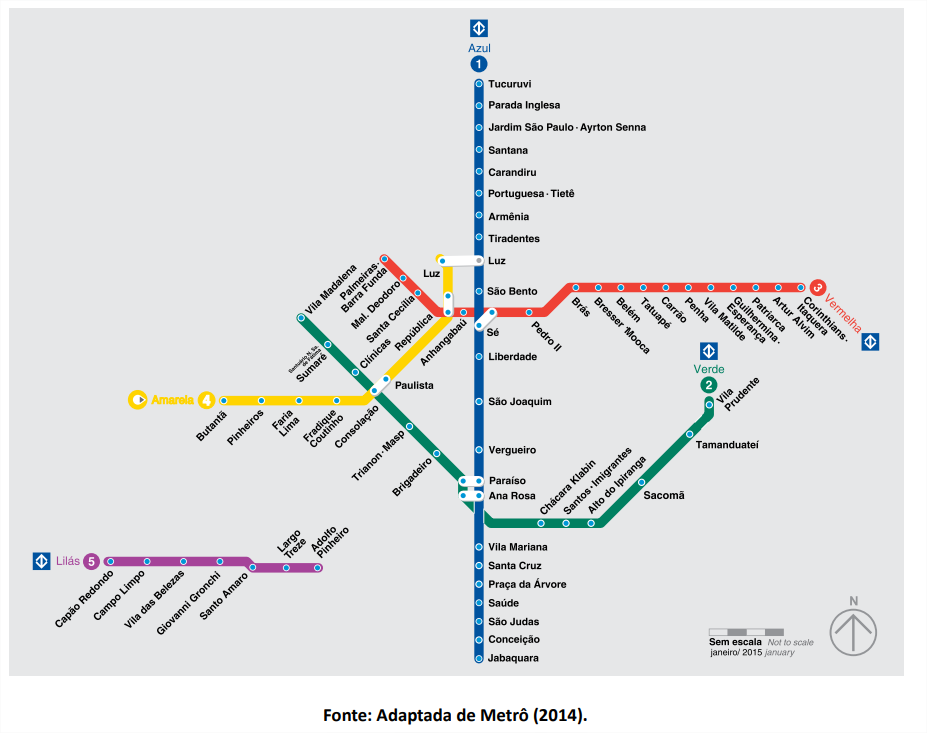 Azul
1
Tucuruvi
Parada Inglesa
Jardim São Paulo · Ayrton Senna
Santana
Carandiru
Portuguesa · Tietê
Armênia
Tiradentes
Luz
São Bento
Sé
Liberdade
São Joaquim
Vergueiro
Paraíso
Ana Rosa
Vila Mariana
Santa Cruz
Praça da Árvore
Saúde
São Judas
Conceição
Jabaquara
Palmeiras·
Barra Funda
Mal. Deodoro
Santa Cecília
República
Anhangabaú
Pedro II
Brás
Bresser Mooca
Belém
Tatuapé
Carrão
Penha
Vila Matilde
Guilhermina·
Esperança
Patriarca
Artur Alvim
Corinthians·
Itaquera
3
Vermelha
Vila Madalena
Santuário N. Sa.
de Fátima
Sumaré
Clínicas
Consolação
Trianon · Masp
Brigadeiro
Chácara Klabin
Santos · Imigrantes
Alto do Ipiranga
Sacomã
Tamanduateí
Vila
Prudente
Verde
2
Luz
Paulista
Amarela
4
Butantã
Pinheiros
Faria
Lima
Fradique
Coutinho
Lilás
5
Capão Redondo
Campo Limpo
Vila das Belezas
Giovanni Gronchi
Santo Amaro
Largo
Treze
Adolfo
Pinheiro
N
Sem escala Not to scale
janeiro/ 2015 january
Fonte: Adaptada de Metrô (2014).